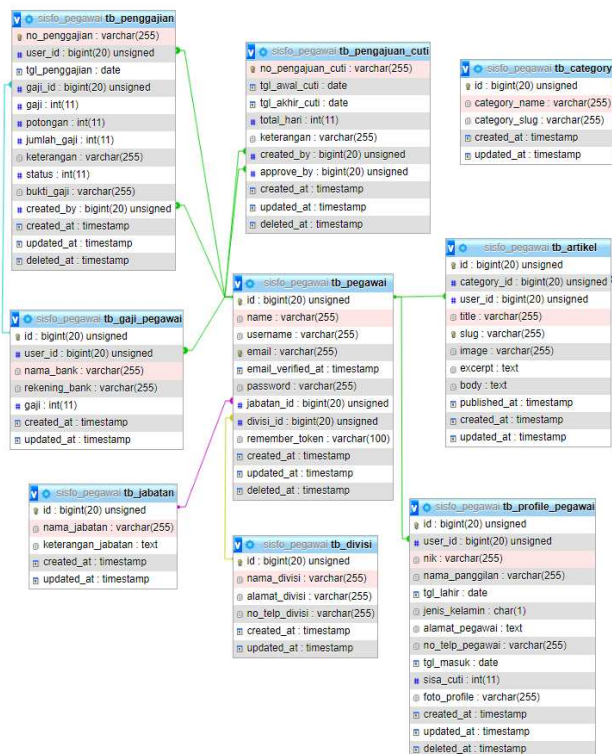 sisfo_pegawai tb_penggajian
no_penggajian : varchar(255)
user_id : bigint(20) unsigned
tgl_penggajian : date
gaji_id : bigint(20) unsigned
gaji : int(11)
potongan : int(11)
jumlah_gaji : int(11)
keterangan : varchar(255)
status : int(11)
bukti_gaji : varchar(255)
created_by : bigint(20) unsigned
created_at : timestamp
updated_at : timestamp
deleted_at : timestamp
sisfo_pegawai tb_pengajuan_cuti
no_pengajuan_cuti : varchar(255)
tgl_awal_cuti : date
tgl_akhir_cuti : date
total_hari : int(11)
keterangan : varchar(255)
created_by : bigint(20) unsigned
approve_by : bigint(20) unsigned
created_at : timestamp
updated_at : timestamp
deleted_at : timestamp
sisfo_pegawai tb_category
id : bigint(20) unsigned
category_name : varchar(255)
category_slug : varchar(255)
created_at : timestamp
updated_at : timestamp
sisfo_pegawai tb_gaji_pegawai
id : bigint(20) unsigned
user_id : bigint(20) unsigned
nama_bank : varchar(255)
rekening_bank : varchar(255)
gaji : int(11)
created_at : timestamp
updated_at : timestamp
sisfo_pegawai tb_pegawai
id : bigint(20) unsigned
name : varchar(255)
username : varchar(255)
email : varchar(255)
email_verified_at : timestamp
password : varchar(255)
jabatan_id : bigint(20) unsigned
divisi_id : bigint(20) unsigned
remember_token : varchar(100)
created_at : timestamp
updated_at : timestamp
deleted_at : timestamp
sisfo_pegawai tb_artikel
id : bigint(20) unsigned
category_id : bigint(20) unsigned
user_id : bigint(20) unsigned
title : varchar(255)
slug : varchar(255)
image : varchar(255)
excerpt : text
body : text
published_at : timestamp
created_at : timestamp
updated_at : timestamp
sisfo_pegawai tb_jabatan
id : bigint(20) unsigned
nama_jabatan : varchar(255)
keterangan_jabatan : text
created_at : timestamp
updated_at : timestamp
sisfo_pegawai tb_divisi
id : bigint(20) unsigned
nama_divisi : varchar(255)
alamat_divisi : varchar(255)
no_telp_divisi : varchar(255)
created_at : timestamp
updated_at : timestamp
sisfo_pegawai tb_profile_pegawai
id : bigint(20) unsigned
user_id : bigint(20) unsigned
nik : varchar(255)
nama_panggilan : varchar(255)
tgl_lahir : date
jenis_kelamin : char(1)
alamat_pegawai : text
no_telp_pegawai : varchar(255)
tgl_masuk : date
sisa_cuti : int(11)
foto_profile : varchar(255)
created_at : timestamp
updated_at : timestamp
deleted_at : timestamp